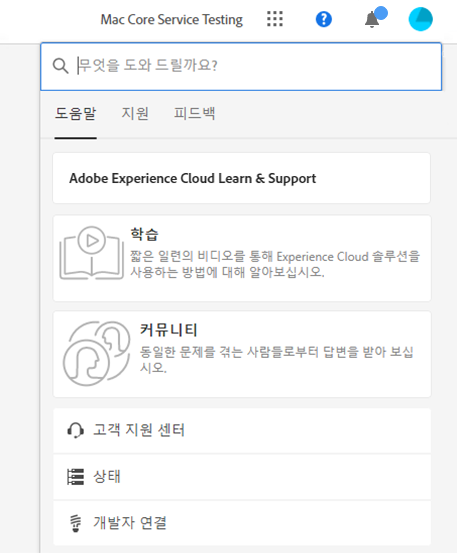 Mac Core Service Testing
무엇을 도와 드릴까요?
도움말 지원 피드백
Adobe Experience Cloud Learn & Support
학습
짧은 일련의 비디오를 통해 Experience Cloud 솔루션을
사용하는 방법에 대해 알아보십시오.
커뮤니티
동일한 문제를 겪는 사람들로부터 답변을 받아 보십
시오.
고객 지원 센터
상태
개발자 연결